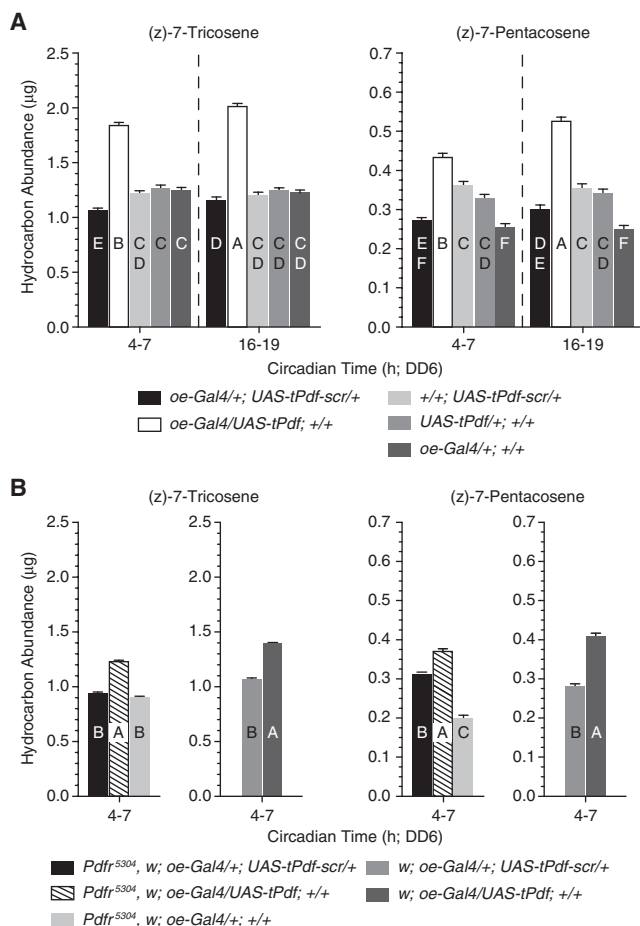 A
(z)-7-Tricosene
(z)-7-Pentacosene
Hydrocarbon Abundance (µg)
2.5
2.0
1.5
1.0
0.5
0.0
0.7
0.6
0.5
0.4
0.3
0.2
0.1
0.0
E B C D C C D A C D C D C D
E F B C C D F D E A C C D F
4-7 16-19 4-7 16-19
Circadian Time (h; DD6)
oe-Gal4/+; UAS-tPdf-scr/+
oe-Gal4/UAS-tPdf; +/+
+/+; UAS-tPdf-scr/+
UAS-tPdf/+; +/+
oe-Gal4/+; +/+
B
(z)-7-Tricosene
(z)-7-Pentacosene
Hydrocarbon Abundance (µg)
2.5
2.0
1.5
1.0
0.5
0.0
2.5
2.0
1.5
1.0
0.5
0.0
0.7
0.6
0.5
0.4
0.3
0.2
0.1
0.0
0.7
0.6
0.5
0.4
0.3
0.2
0.1
0.0
B A B B A B A C B A
4-7 4-7 4-7 4-7
Circadian Time (h; DD6)
Pdfr5304, w; oe-Gal4/+; UAS-tPdf-scr/+
Pdfr5304, w; oe-Gal4/UAS-tPdf; +/+
Pdfr5304, w; oe-Gal4/+; +/+
w; oe-Gal4/+; UAS-tPdf-scr/+
w; oe-Gal4/UAS-tPdf; +/+